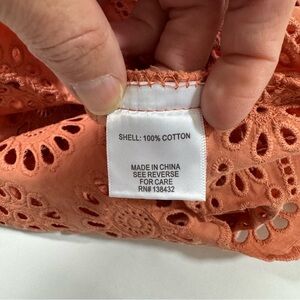 SHELL: 100% COTTON
MADE IN CHINA
SEE REVERSE
FOR CARE
RN# 138432